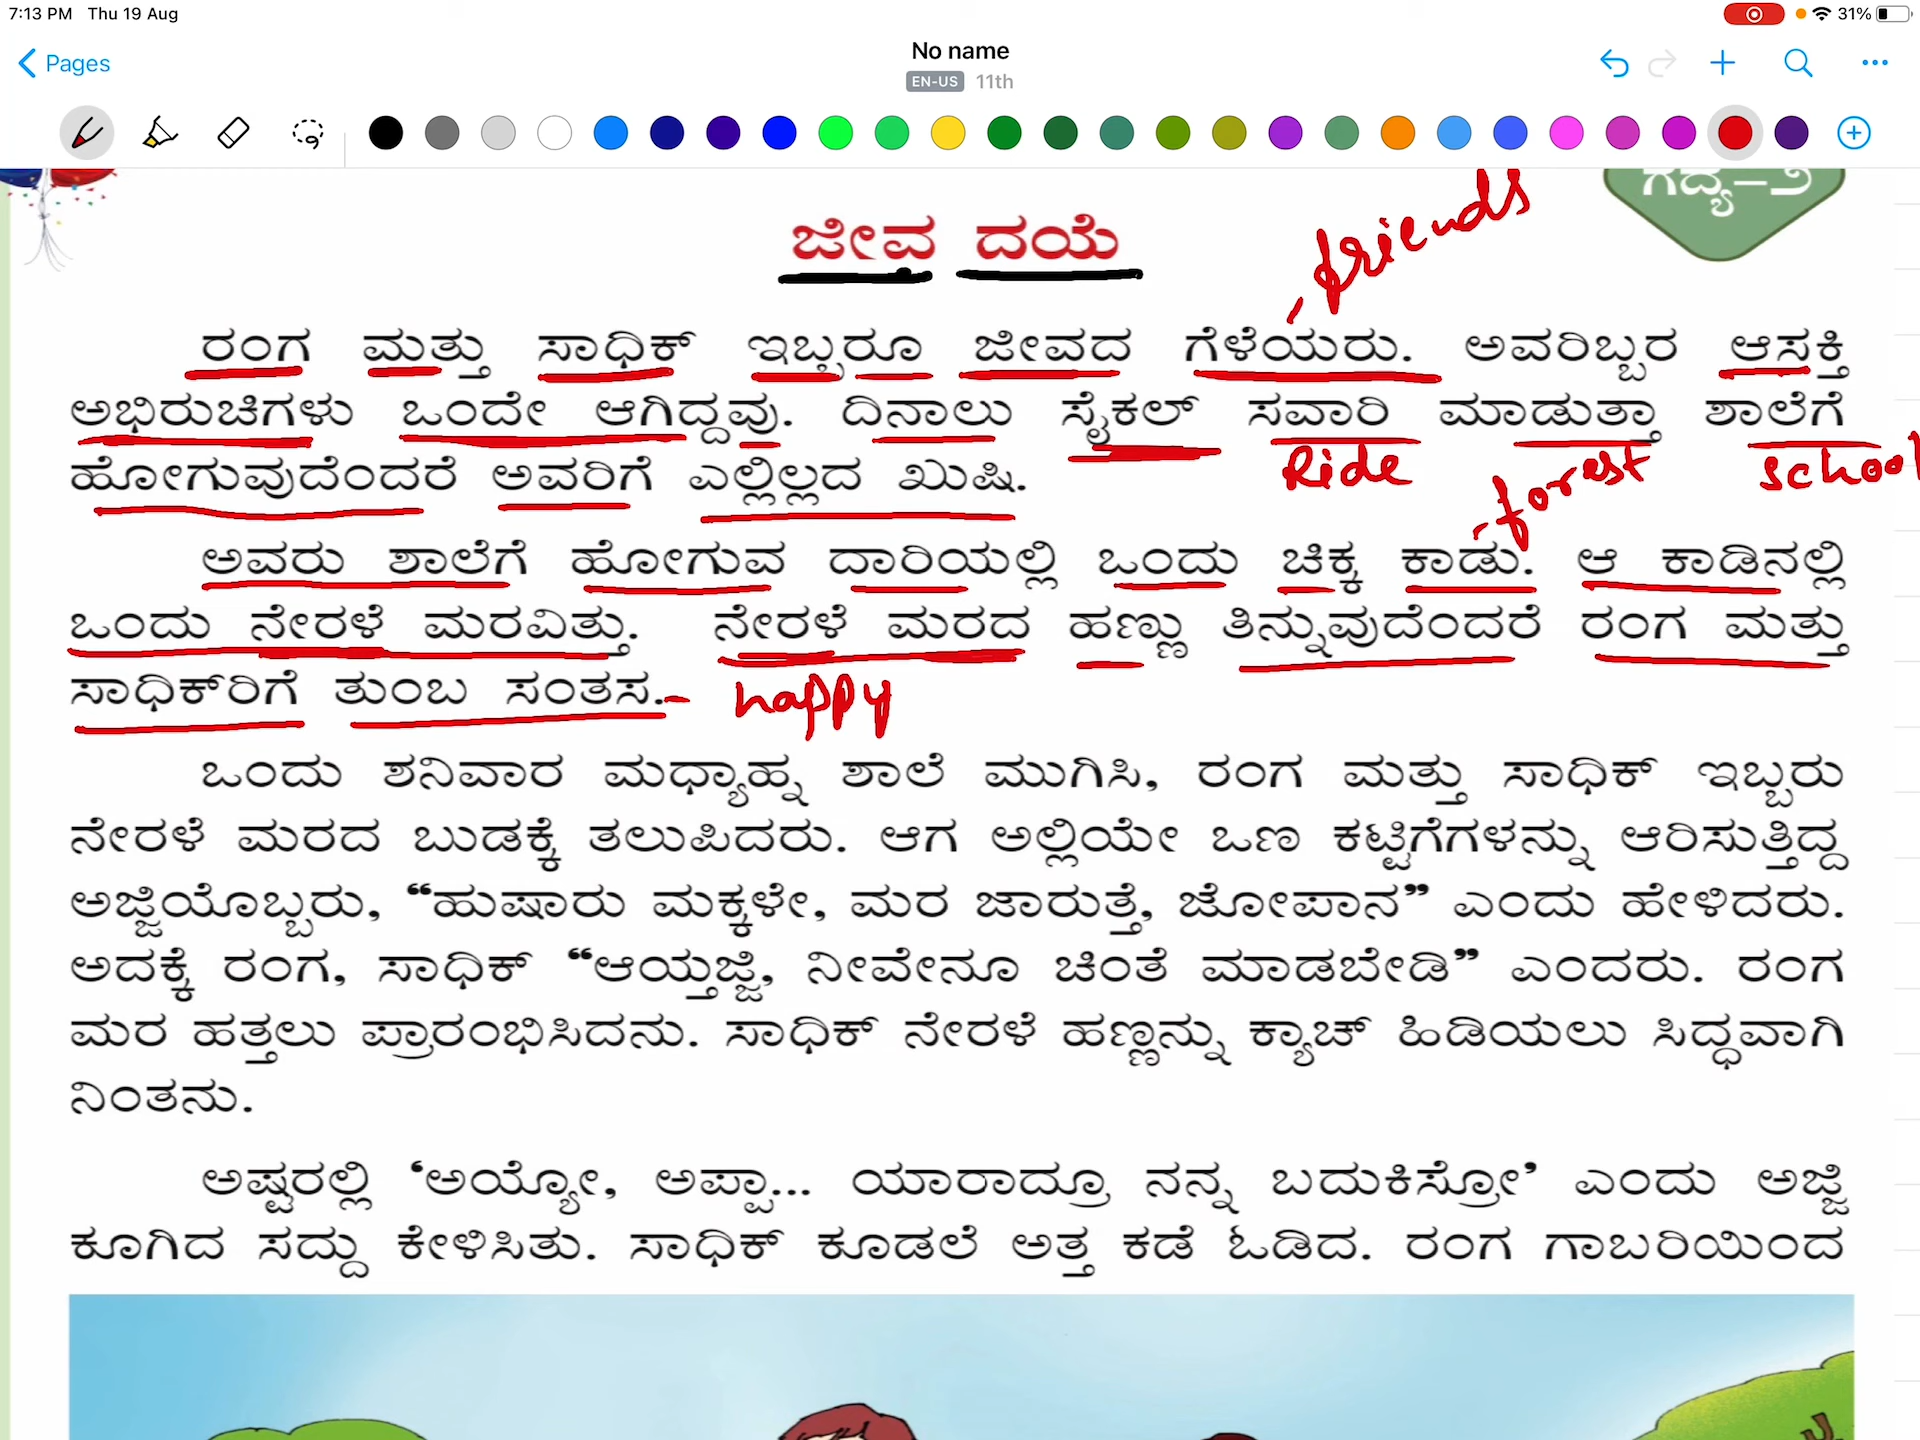 7:13 PM Thu 19 Aug
31%
Pages
No name
EN-US 11th
ಗದ್ಯ–೨
ಜೀವ ದಯೆ
friends
ರಂಗ ಮತ್ತು ಸಾಧಿಕ್ ಇಬ್ಬರೂ ಜೀವದ ಗೆಳೆಯರು. ಅವರಿಬ್ಬರ ಆಸಕ್ತಿ
ಅಭಿರುಚಿಗಳು ಒಂದೇ ಆಗಿದ್ದವು. ದಿನಾಲು ಸೈಕಲ್ ಸವಾರಿ ಮಾಡುತ್ತಾ ಶಾಲೆಗೆ
Ride
school
ಹೋಗುವುದೆಂದರೆ ಅವರಿಗೆ ಎಲ್ಲಿಲ್ಲದ ಖುಷಿ.
forest
ಅವರು ಶಾಲೆಗೆ ಹೋಗುವ ದಾರಿಯಲ್ಲಿ ಒಂದು ಚಿಕ್ಕ ಕಾಡು. ಆ ಕಾಡಿನಲ್ಲಿ
ಒಂದು ನೇರಳೆ ಮರವಿತ್ತು. ನೇರಳೆ ಮರದ ಹಣ್ಣು ತಿನ್ನುವುದೆಂದರೆ ರಂಗ ಮತ್ತು
ಸಾಧಿಕ್‌ರಿಗೆ ತುಂಬ ಸಂತಸ. - happy
ಒಂದು ಶನಿವಾರ ಮಧ್ಯಾಹ್ನ ಶಾಲೆ ಮುಗಿಸಿ, ರಂಗ ಮತ್ತು ಸಾಧಿಕ್ ಇಬ್ಬರು
ನೇರಳೆ ಮರದ ಬುಡಕ್ಕೆ ತಲುಪಿದರು. ಆಗ ಅಲ್ಲಿಯೇ ಒಣ ಕಟ್ಟಿಗೆಗಳನ್ನು ಆರಿಸುತ್ತಿದ್ದ
ಅಜ್ಜಿಯೊಬ್ಬರು, “ಹುಷಾರು ಮಕ್ಕಳೇ, ಮರ ಜಾರುತ್ತೆ, ಜೋಪಾನ” ಎಂದು ಹೇಳಿದರು.
ಅದಕ್ಕೆ ರಂಗ, ಸಾಧಿಕ್ “ಆಯ್ತಜ್ಜಿ, ನೀವೇನೂ ಚಿಂತೆ ಮಾಡಬೇಡಿ” ಎಂದರು. ರಂಗ
ಮರ ಹತ್ತಲು ಪ್ರಾರಂಭಿಸಿದನು. ಸಾಧಿಕ್ ನೇರಳೆ ಹಣ್ಣನ್ನು ಕ್ಯಾಚ್ ಹಿಡಿಯಲು ಸಿದ್ಧವಾಗಿ
ನಿಂತನು.
ಅಷ್ಟರಲ್ಲಿ ‘ಅಯ್ಯೋ, ಅಪ್ಪಾ... ಯಾರಾದ್ರೂ ನನ್ನ ಬದುಕಿಸ್ರೋ’ ಎಂದು ಅಜ್ಜಿ
ಕೂಗಿದ ಸದ್ದು ಕೇಳಿಸಿತು. ಸಾಧಿಕ್ ಕೂಡಲೆ ಅತ್ತ ಕಡೆ ಓಡಿದ. ರಂಗ ಗಾಬರಿಯಿಂದ